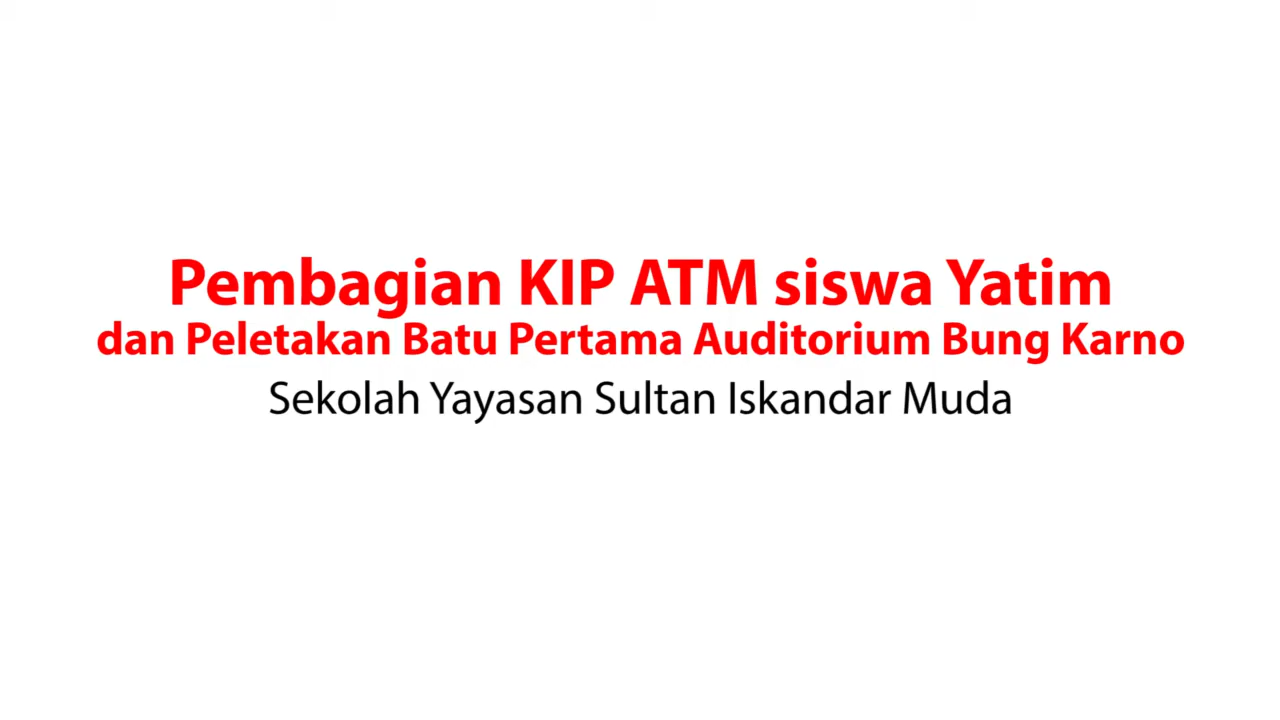 Pembagian KIP ATM siswa Yatim
dan Peletakan Batu Pertama Auditorium Bung Karno
Sekolah Yayasan Sultan Iskandar Muda